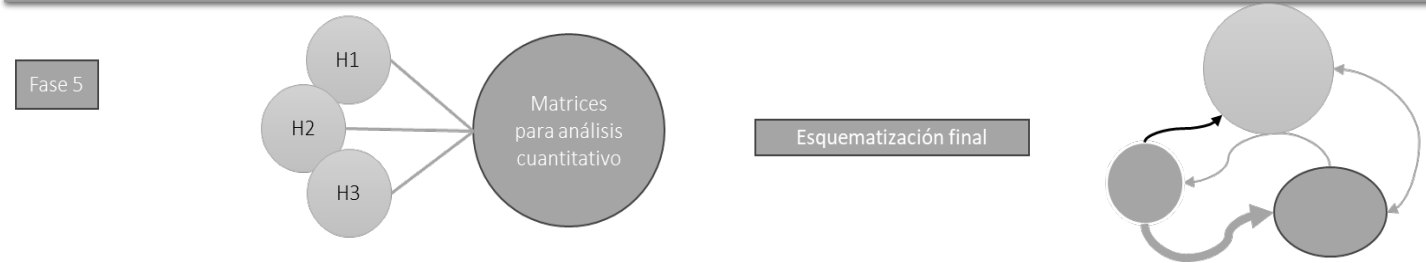 Fase 5
H1
H2
H3
Matrices
para análisis
cuantitativo
Esquematización final